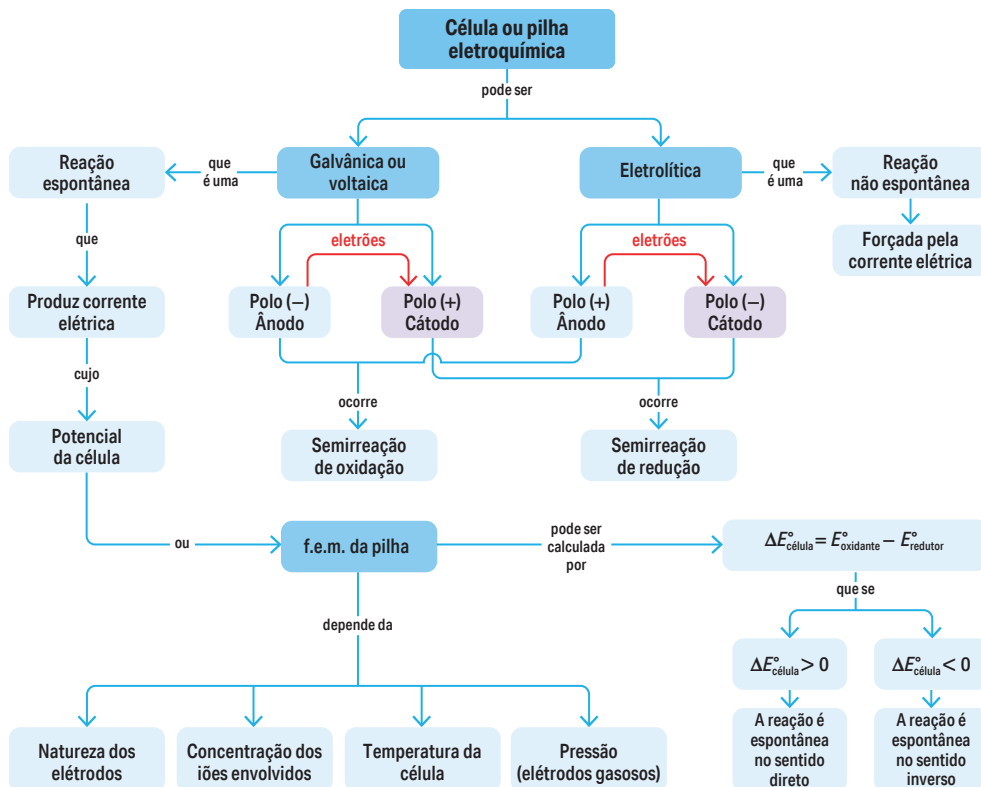 Célula ou pilha
eletroquímica
pode ser
Reação
espontânea
que
é uma
Galvânica ou
voltaica
Eletrolítica
que
é uma
Reação
não espontânea
que
eletrões
eletrões
Forçada pela
corrente elétrica
Produz corrente
elétrica
Polo (−)
Ânodo
Polo (+)
Cátodo
Polo (+)
Ânodo
Polo (−)
Cátodo
cujo
ocorre
ocorre
Potencial
da célula
Semirreação
de oxidação
Semirreação
de redução
ou
f.e.m. da pilha
pode ser
calculada
por
ΔE°célula = E°oxidante − E°redutor
que se
depende da
ΔE°célula > 0
ΔE°célula < 0
Natureza dos
elétrodos
Concentração dos
iões envolvidos
Temperatura da
célula
Pressão
(elétrodos gasosos)
A reação é
espontânea
no sentido
direto
A reação é
espontânea
no sentido
inverso